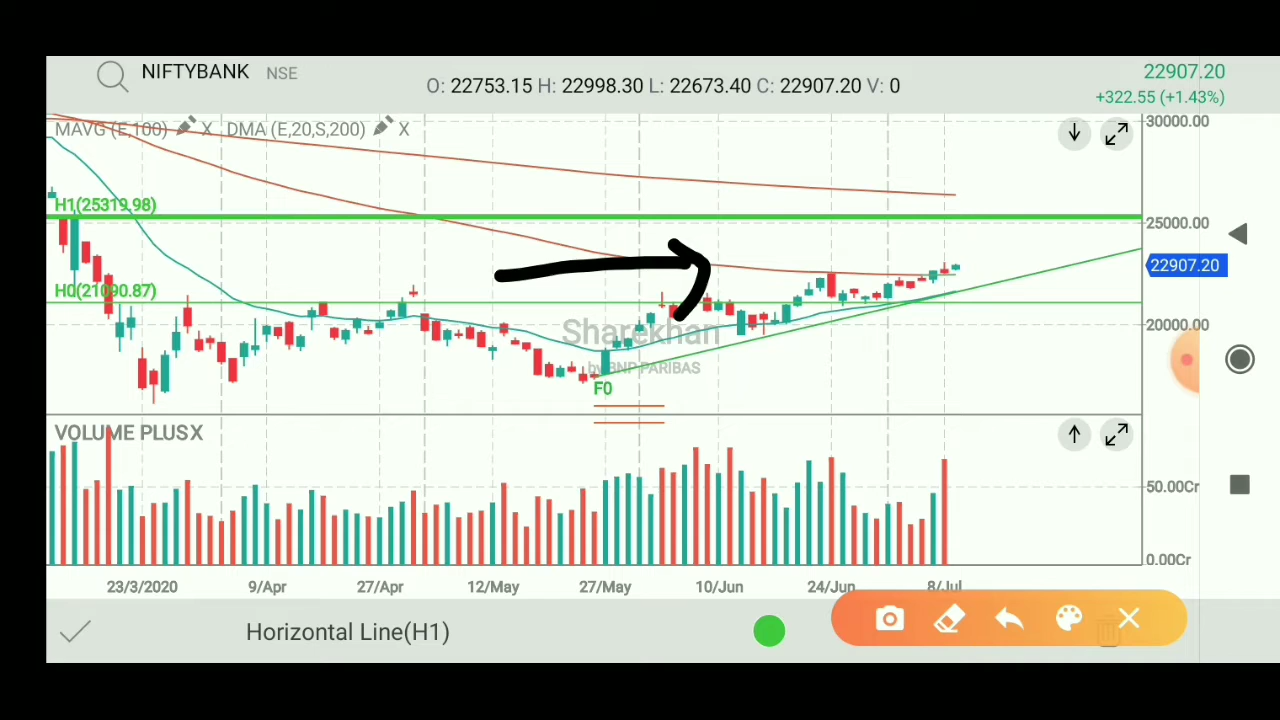 NIFTYBANK NSE
O: 22753.15 H: 22998.30 L: 22673.40 C: 22907.20 V: 0
22907.20
+322.55 (+1.43%)
MAVG (E,100) X DMA (E,20,S,200) X
30000.00
H1(25319.98)
25000.00
22907.20
H0(21090.87)
20000.00
Sharekhan
by BNP PARIBAS
F0
VOLUME PLUS X
50.00Cr
0.00Cr
23/3/2020 9/Apr 27/Apr 12/May 27/May 10/Jun 24/Jun 8/Jul
Horizontal Line(H1)